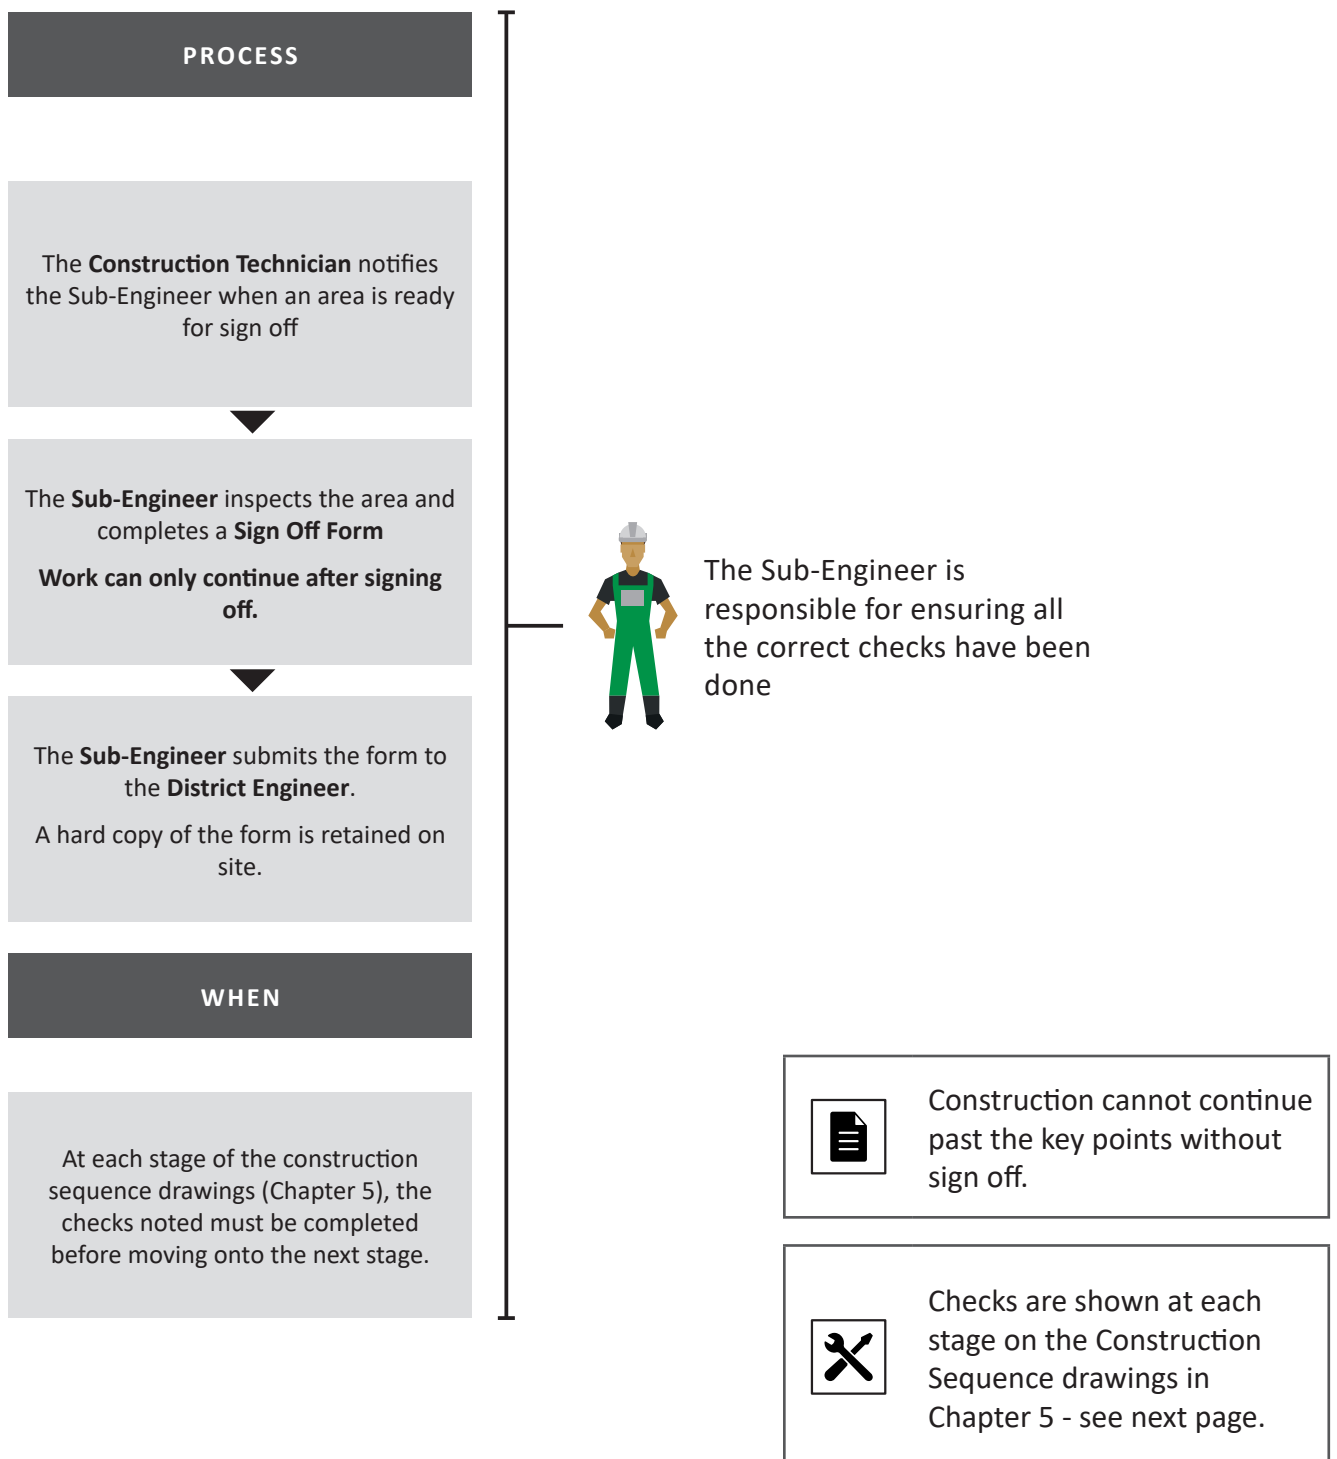 PROCESS
The Construction Technician notifies
the Sub-Engineer when an area is ready
for sign off
The Sub-Engineer inspects the area and
completes a Sign Off Form
Work can only continue after signing
off.
The Sub-Engineer submits the form to
the District Engineer.
A hard copy of the form is retained on
site.
WHEN
At each stage of the construction
sequence drawings (Chapter 5), the
checks noted must be completed
before moving onto the next stage.
The Sub-Engineer is
responsible for ensuring all
the correct checks have been
done
Construction cannot continue
past the key points without
sign off.
Checks are shown at each
stage on the Construction
Sequence drawings in
Chapter 5 - see next page.